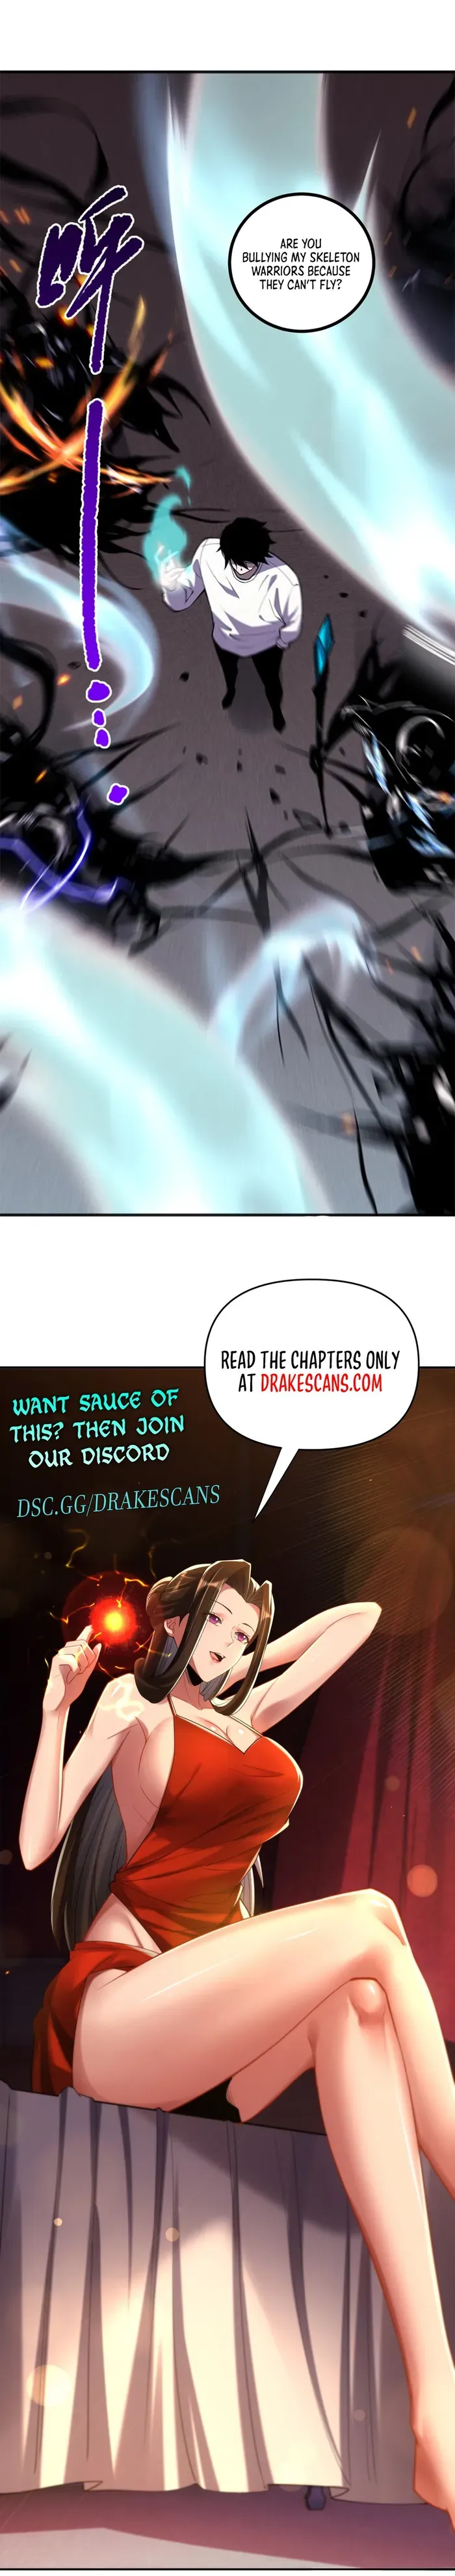 ARE YOU
BULLYING MY SKELETON
WARRIORS BECAUSE
THEY CAN'T FLY?
呀
READ THE CHAPTERS ONLY
AT DRAKESCANS.COM
WANT SAUCE OF
THIS? THEN JOIN
OUR DISCORD
DSC.GG/DRAKESCANS